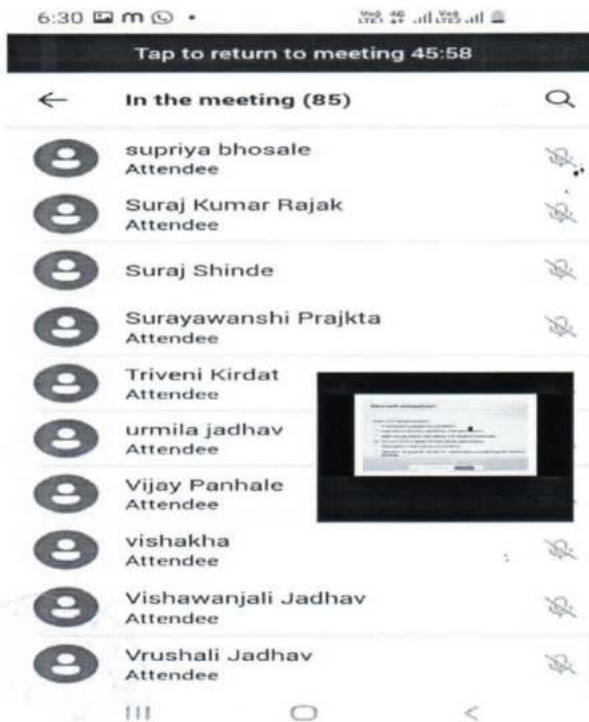 6:30
Tap to return to meeting 45:58
In the meeting (85)
supriya bhosale
Attendee
Suraj Kumar Rajak
Attendee
Suraj Shinde
Surayawanshi Prajkta
Attendee
Triveni Kirdat
Attendee
urmila jadhav
Attendee
Vijay Panhale
Attendee
vishakha
Attendee
Vishawanjali Jadhav
Attendee
Vrushali Jadhav
Attendee